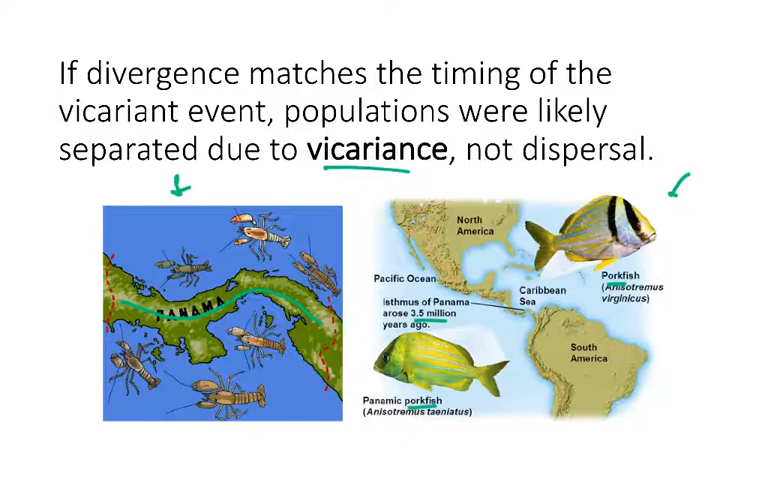 If divergence matches the timing of the
vicariant event, populations were likely
separated due to vicariance, not dispersal.
PANAMA
North
America
Pacific Ocean
Caribbean
Sea
Isthmus of Panama
arose 3.5 million
years ago.
Porkfish
(Anisotremus
virginicus)
South
America
Panamic porkfish
(Anisotremus taeniatus)